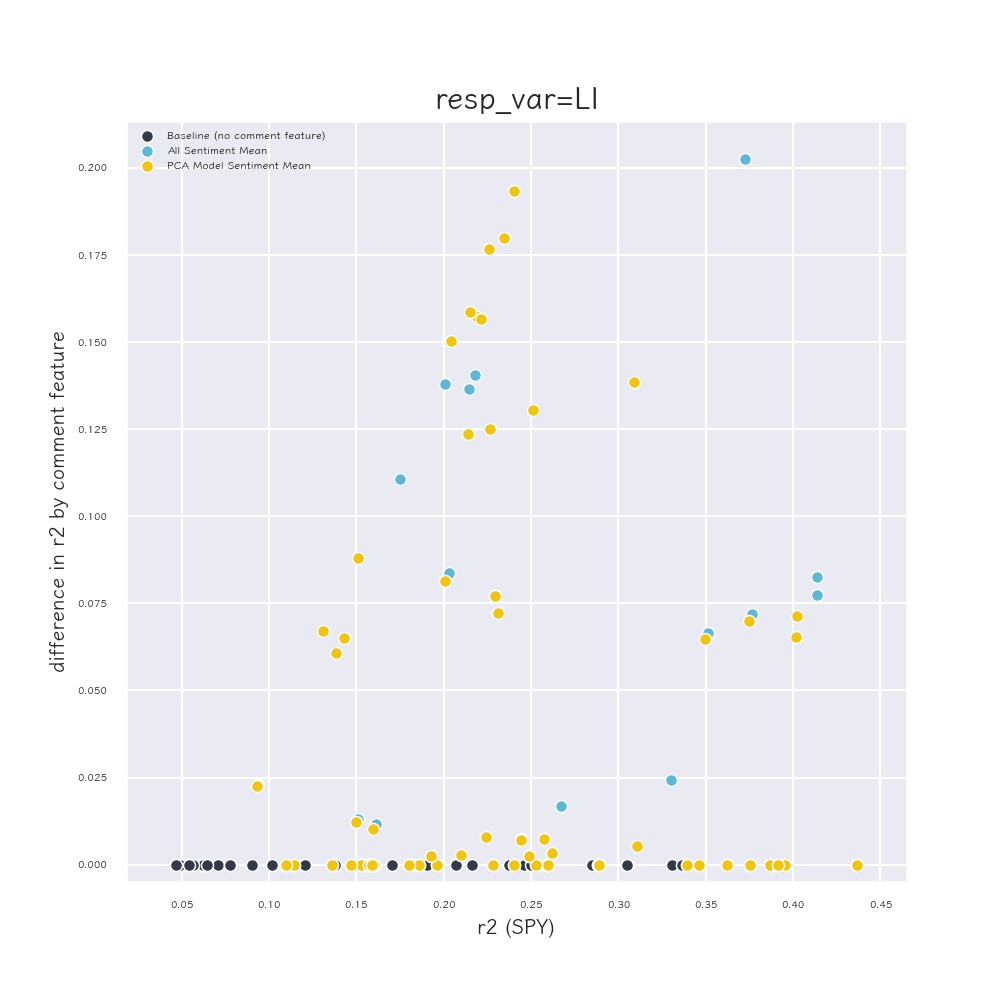 resp_var=LI
Baseline (no comment feature)
All Sentiment Mean
PCA Model Sentiment Mean
difference in r2 by comment feature
0.200
0.175
0.150
0.125
0.100
0.075
0.050
0.025
0.000
0.05 0.10 0.15 0.20 0.25 0.30 0.35 0.40 0.45
r2 (SPY)